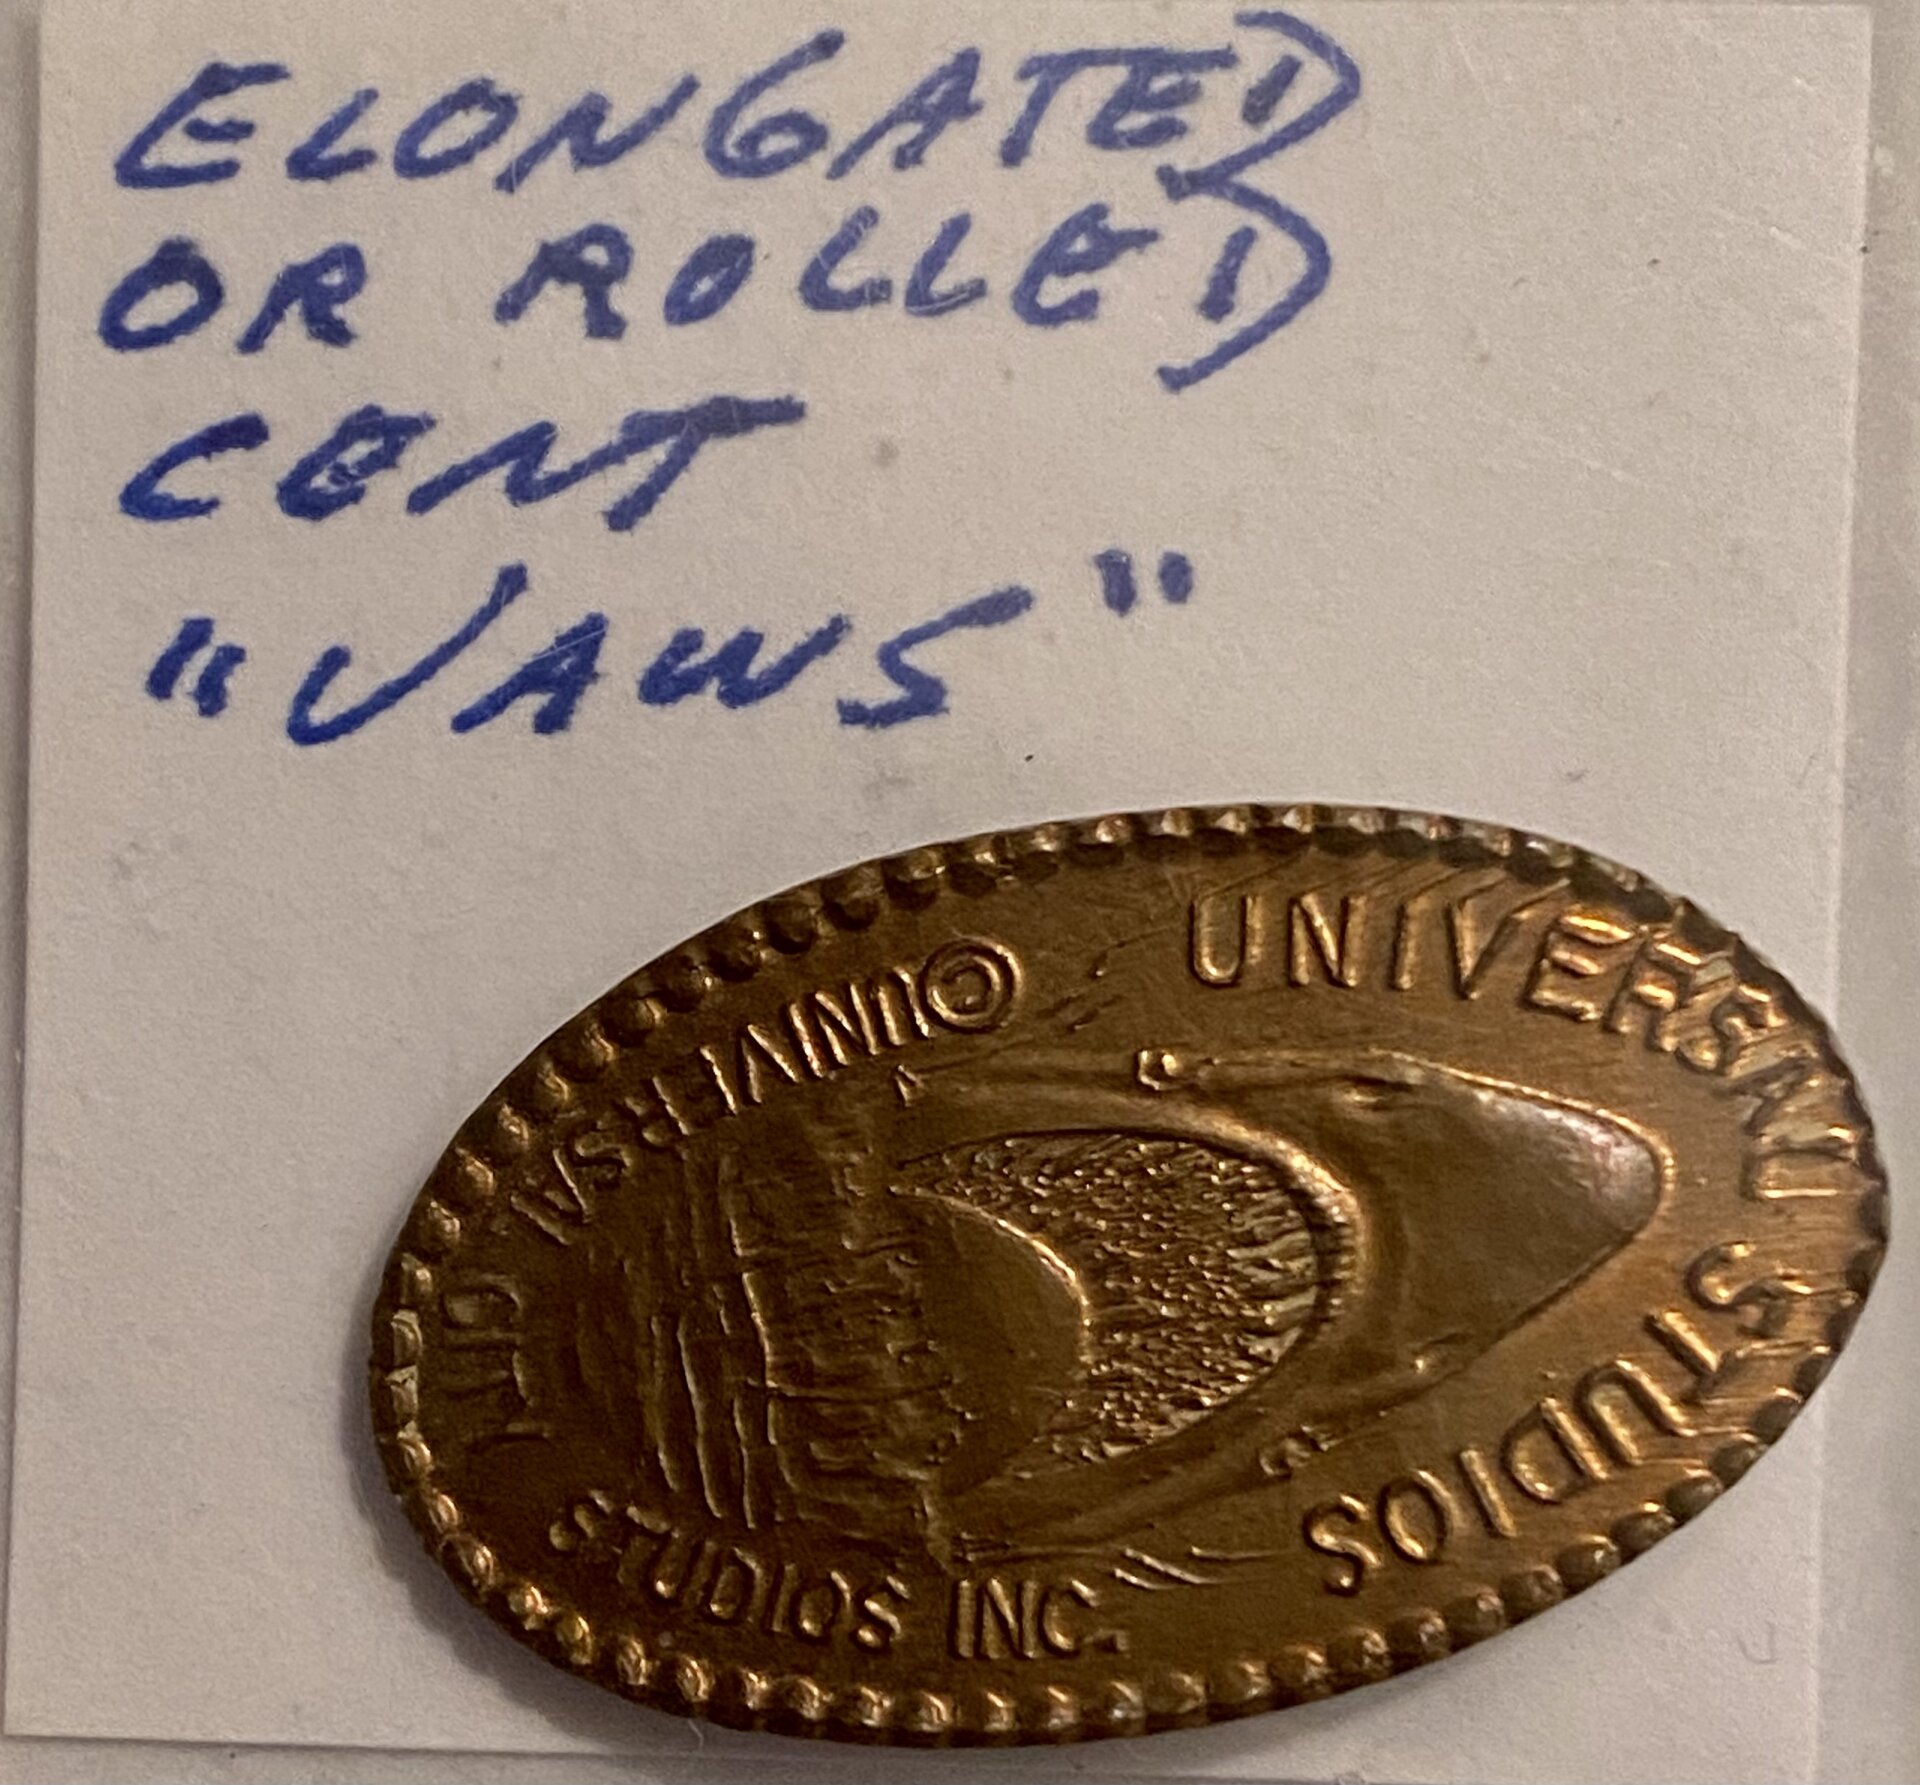 ELONGATED
OR ROLLED
CENT
"JAWS"
UNIVERSAL STUDIOS
©UNIVERSAL CITY
STUDIOS INC.